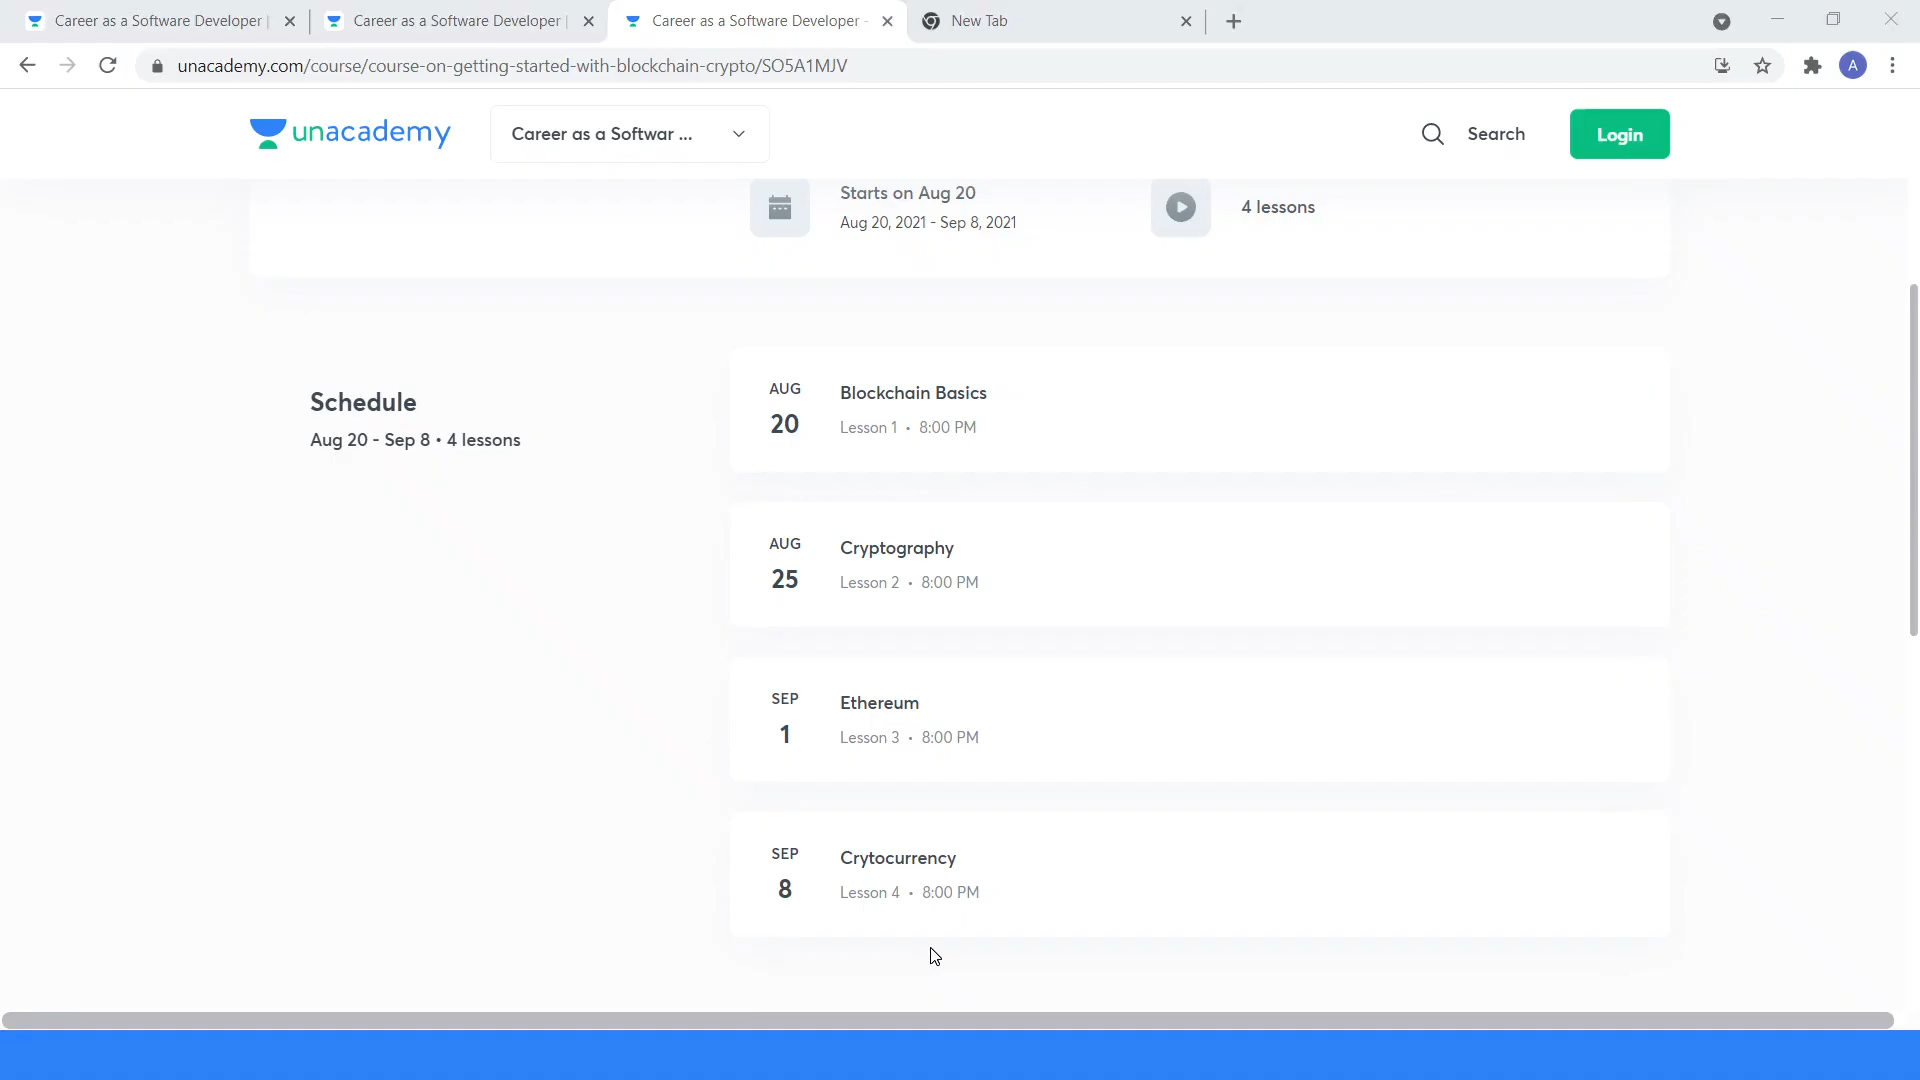 Career as a Software Developer |
Career as a Software Developer |
Career as a Software Developer -
New Tab
unacademy.com/course/course-on-getting-started-with-blockchain-crypto/SO5A1MJV
A
unacademy
Career as a Softwar ...
Search
Login
Starts on Aug 20
Aug 20, 2021 - Sep 8, 2021
4 lessons
Schedule
Aug 20 - Sep 8 • 4 lessons
AUG
20
Blockchain Basics
Lesson 1 • 8:00 PM
AUG
25
Cryptography
Lesson 2 • 8:00 PM
SEP
1
Ethereum
Lesson 3 • 8:00 PM
SEP
8
Crytocurrency
Lesson 4 • 8:00 PM